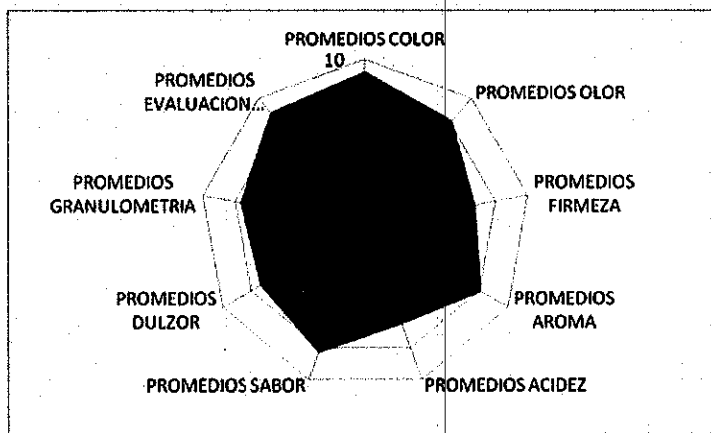 PROMEDIOS COLOR
10
PROMEDIOS OLOR
PROMEDIOS
FIRMEZA
PROMEDIOS
AROMA
PROMEDIOS ACIDEZ
PROMEDIOS SABOR
PROMEDIOS
DULZOR
PROMEDIOS
GRANULOMETRIA
PROMEDIOS
EVALUACION...